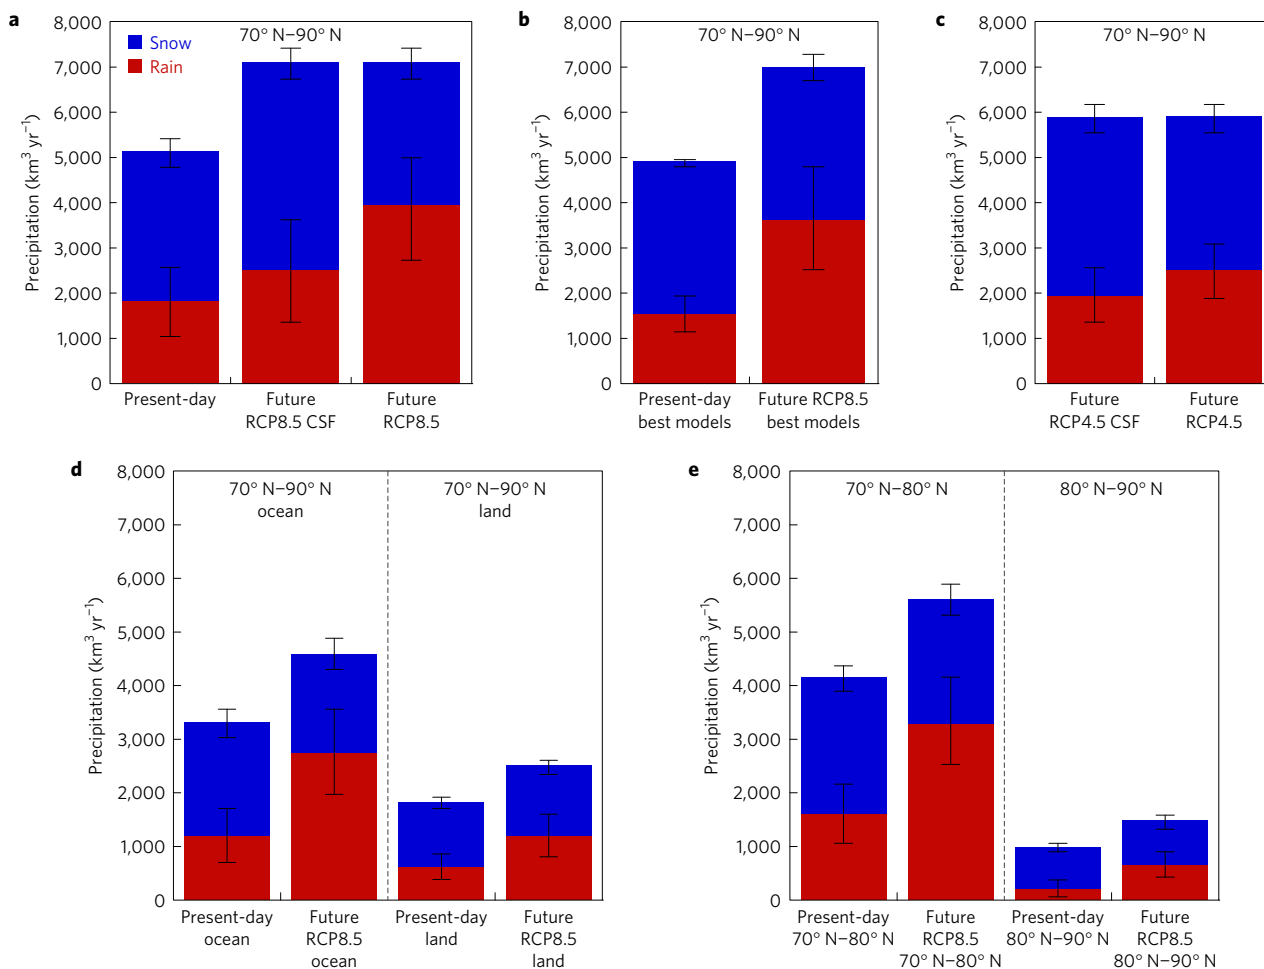 a
8,000
7,000
6,000
5,000
4,000
3,000
2,000
1,000
0
Precipitation (km³ yr⁻¹)
70° N–90° N
Snow
Rain
Present-day
Future
RCP8.5 CSF
Future
RCP8.5
b
8,000
7,000
6,000
5,000
4,000
3,000
2,000
1,000
0
Precipitation (km³ yr⁻¹)
70° N–90° N
Present-day
best models
Future RCP8.5
best models
c
8,000
7,000
6,000
5,000
4,000
3,000
2,000
1,000
0
Precipitation (km³ yr⁻¹)
70° N–90° N
Future
RCP4.5 CSF
Future
RCP4.5
d
8,000
7,000
6,000
5,000
4,000
3,000
2,000
1,000
0
Precipitation (km³ yr⁻¹)
70° N–90° N
ocean
70° N–90° N
land
Present-day
ocean
Future
RCP8.5
ocean
Present-day
land
Future
RCP8.5
land
e
8,000
7,000
6,000
5,000
4,000
3,000
2,000
1,000
0
Precipitation (km³ yr⁻¹)
70° N–80° N
80° N–90° N
Present-day
70° N–80° N
Future
RCP8.5
70° N–80° N
Present-day
80° N–90° N
Future
RCP8.5
80° N–90° N